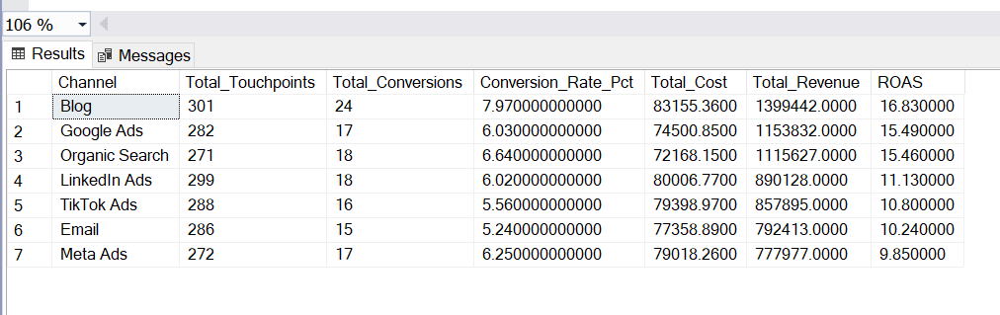 106 %
Results Messages
Channel Total_Touchpoints Total_Conversions Conversion_Rate_Pct Total_Cost Total_Revenue ROAS
1 Blog 301 24 7.970000000000 83155.3600 1399442.0000 16.830000
2 Google Ads 282 17 6.030000000000 74500.8500 1153832.0000 15.490000
3 Organic Search 271 18 6.640000000000 72168.1500 1115627.0000 15.460000
4 LinkedIn Ads 299 18 6.020000000000 80006.7700 890128.0000 11.130000
5 TikTok Ads 288 16 5.560000000000 79398.9700 857895.0000 10.800000
6 Email 286 15 5.240000000000 77358.8900 792413.0000 10.240000
7 Meta Ads 272 17 6.250000000000 79018.2600 777977.0000 9.850000